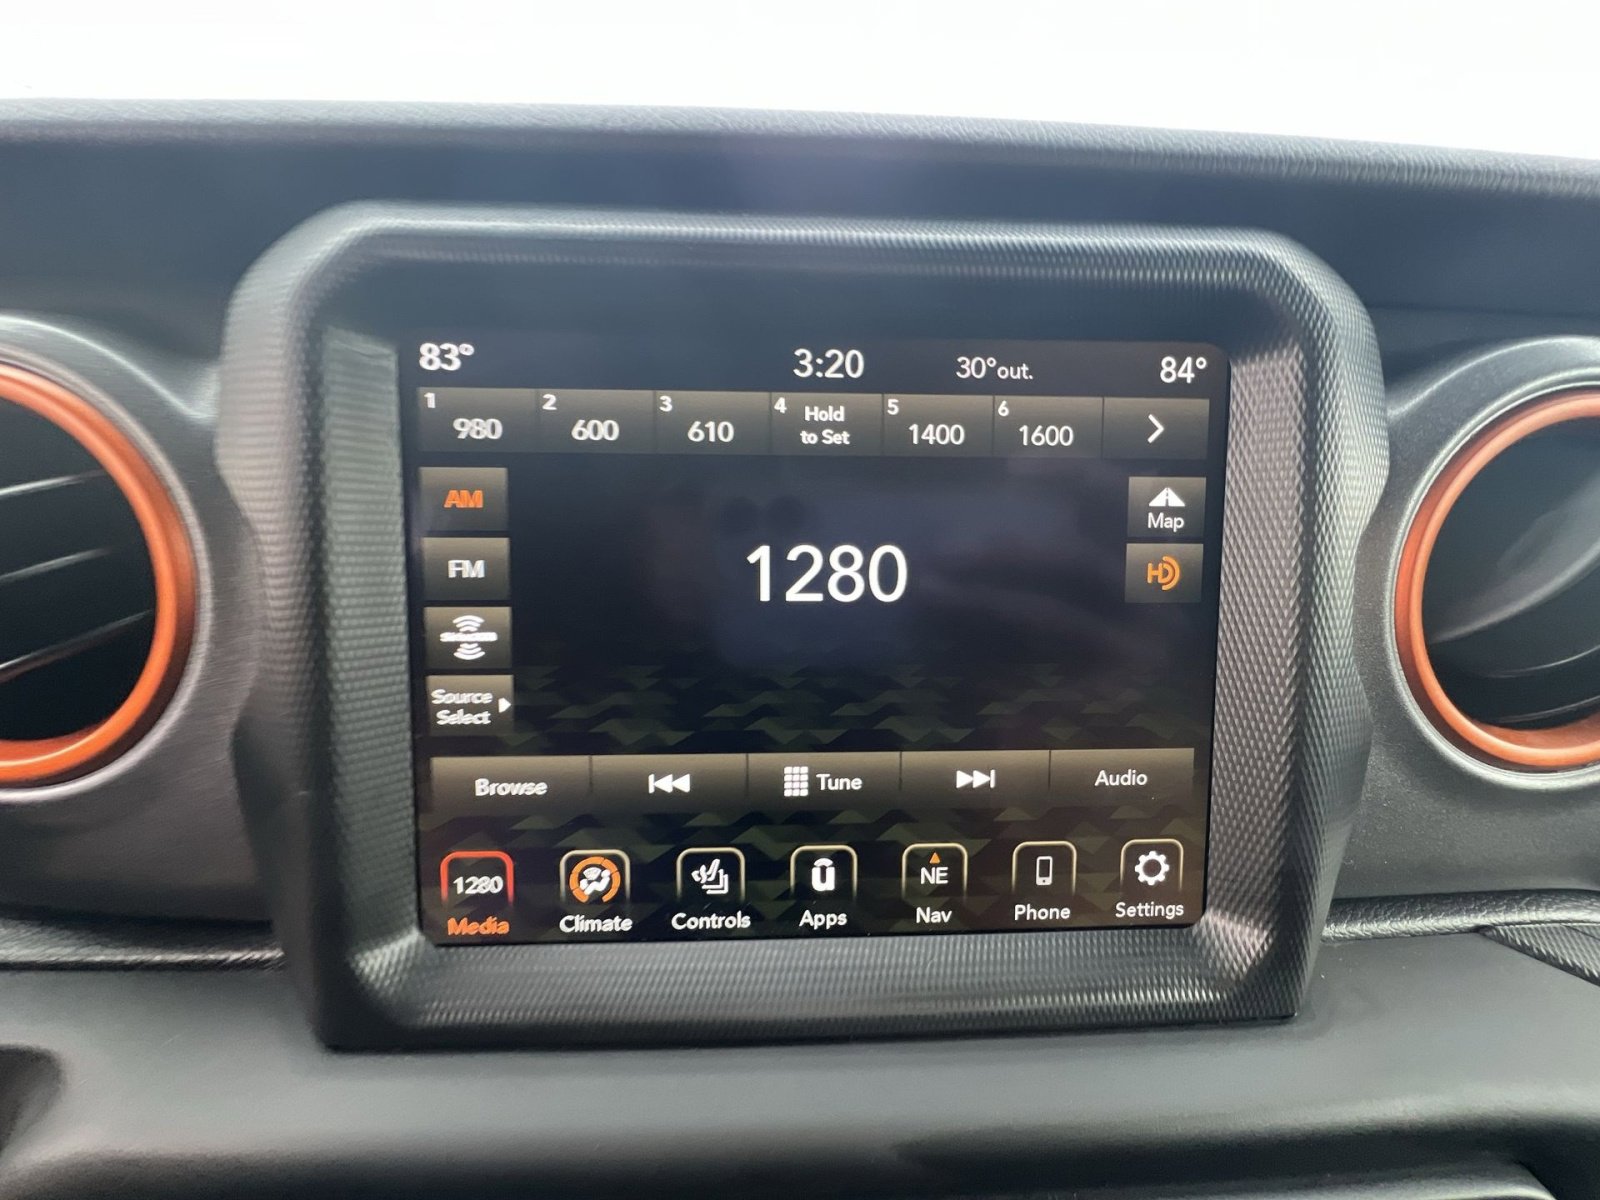 83° 3:20 30°out. 84°
1 980 2 600 3 610 4 Hold to Set 5 1400 6 1600
AM
Map
1280
FM
HD
Source
Select
Browse Tune Audio
1280 NE
Media Climate Controls Apps Nav Phone Settings